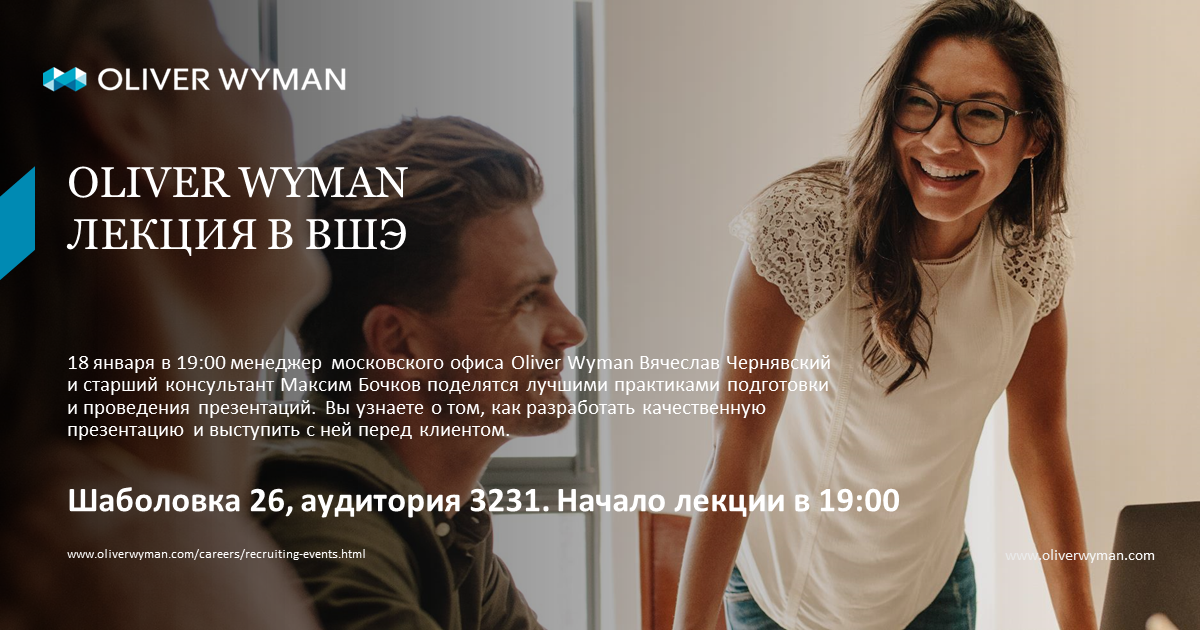 OLIVER WYMAN
OLIVER WYMAN
ЛЕКЦИЯ В ВШЭ
18 января в 19:00 менеджер московского офиса Oliver Wyman Вячеслав Чернявский
и старший консультант Максим Бочков поделятся лучшими практиками подготовки
и проведения презентаций. Вы узнаете о том, как разработать качественную
презентацию и выступить с ней перед клиентом.
Шаболовка 26, аудитория 3231. Начало лекции в 19:00
www.oliverwyman.com/careers/recruiting-events.html
www.oliverwyman.com